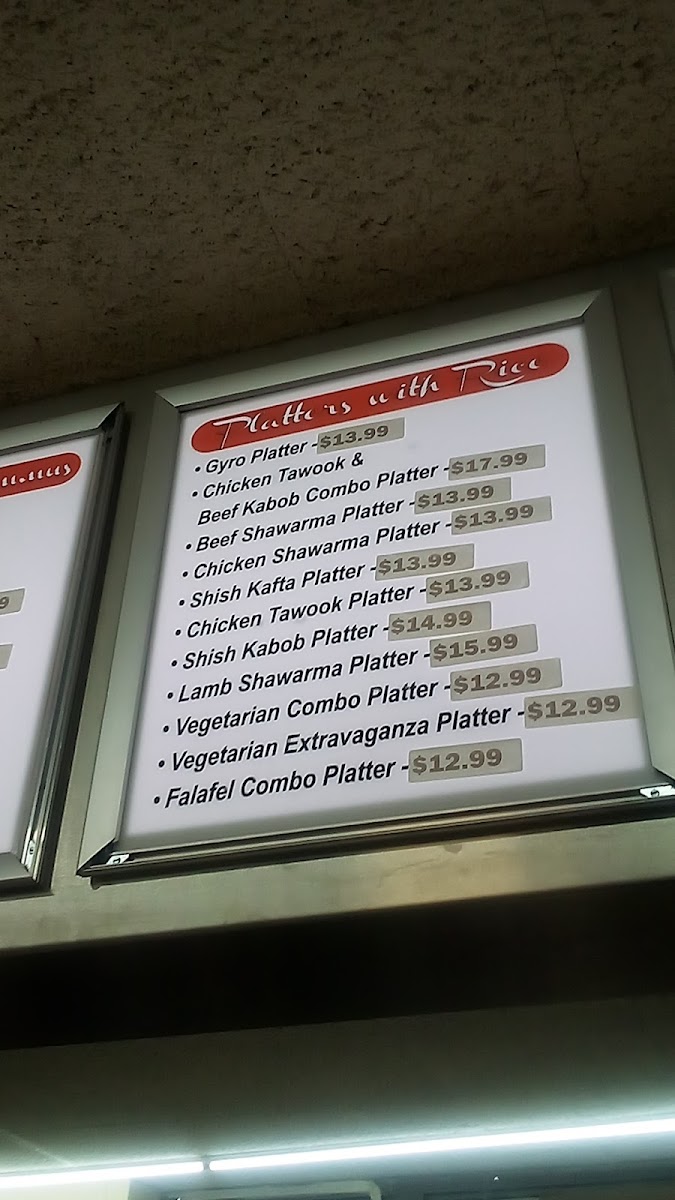 Platters with Rice
• Gyro Platter -$13.99
• Chicken Tawook &
Beef Kabob Combo Platter -$17.99
• Beef Shawarma Platter -$13.99
• Chicken Shawarma Platter -$13.99
• Shish Kafta Platter -$13.99
• Chicken Tawook Platter -$13.99
• Shish Kabob Platter -$14.99
• Lamb Shawarma Platter -$15.99
• Vegetarian Combo Platter -$12.99
• Vegetarian Extravaganza Platter -$12.99
• Falafel Combo Platter -$12.99